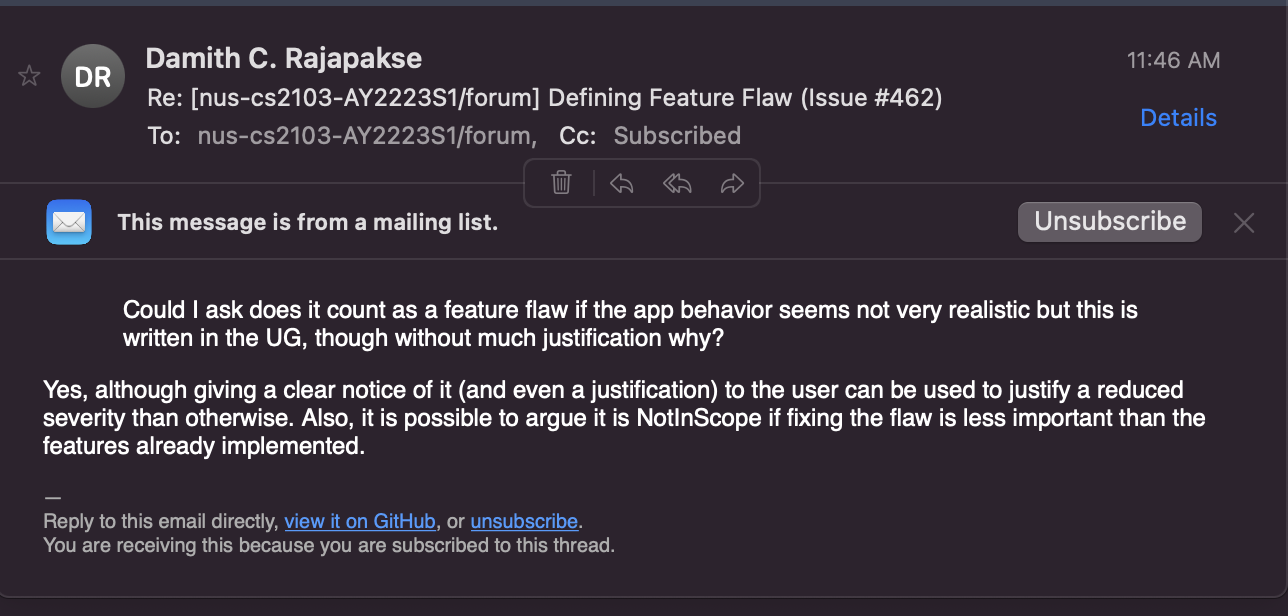 DR
Damith C. Rajapakse
11:46 AM
Re: [nus-cs2103-AY2223S1/forum] Defining Feature Flaw (Issue #462)
To: nus-cs2103-AY2223S1/forum, Cc: Subscribed
Details
This message is from a mailing list.
Unsubscribe
Could I ask does it count as a feature flaw if the app behavior seems not very realistic but this is
written in the UG, though without much justification why?
Yes, although giving a clear notice of it (and even a justification) to the user can be used to justify a reduced
severity than otherwise. Also, it is possible to argue it is NotInScope if fixing the flaw is less important than the
features already implemented.
—
Reply to this email directly, view it on GitHub, or unsubscribe.
You are receiving this because you are subscribed to this thread.